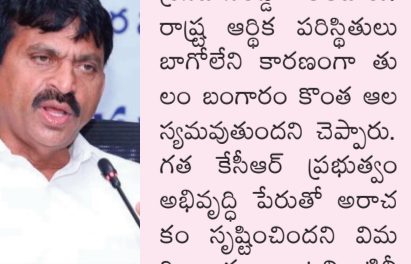 రాష్ట్ర ఆర్థిక పరిస్థితులు
బాగోలేని కారణంగా తు
లం బంగారం కొంత ఆల
స్యమవుతుందని చెప్పారు.
గత కేసీఆర్ ప్రభుత్వం
అభివృద్ధి పేరుతో అరాచ
కం సృష్టించిందని విమ